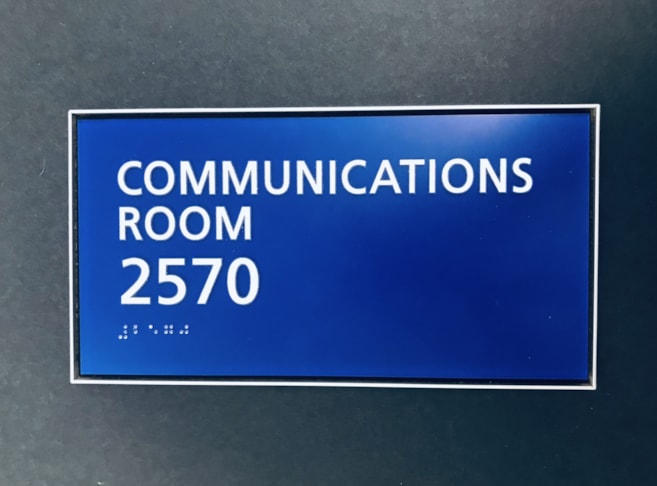 COMMUNICATIONS
ROOM
2570
⠼⠃⠑⠛⠚